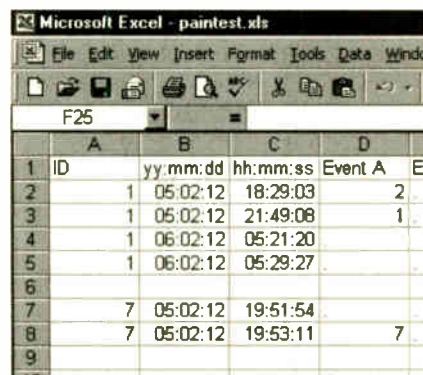 Microsoft Excel - paintest.xls
File Edit View Insert Format Tools Data
F25 =
A B C D
1 ID yy:mm:dd hh:mm:ss Event A E
2 1 05:02:12 18:29:03 2 .
3 1 05:02:12 21:49:08 1 .
4 1 06:02:12 05:21:20 . .
5 1 06:02:12 05:29:27 . .
6
7 7 05:02:12 19:51:54 . .
8 7 05:02:12 19:53:11 7 .
9